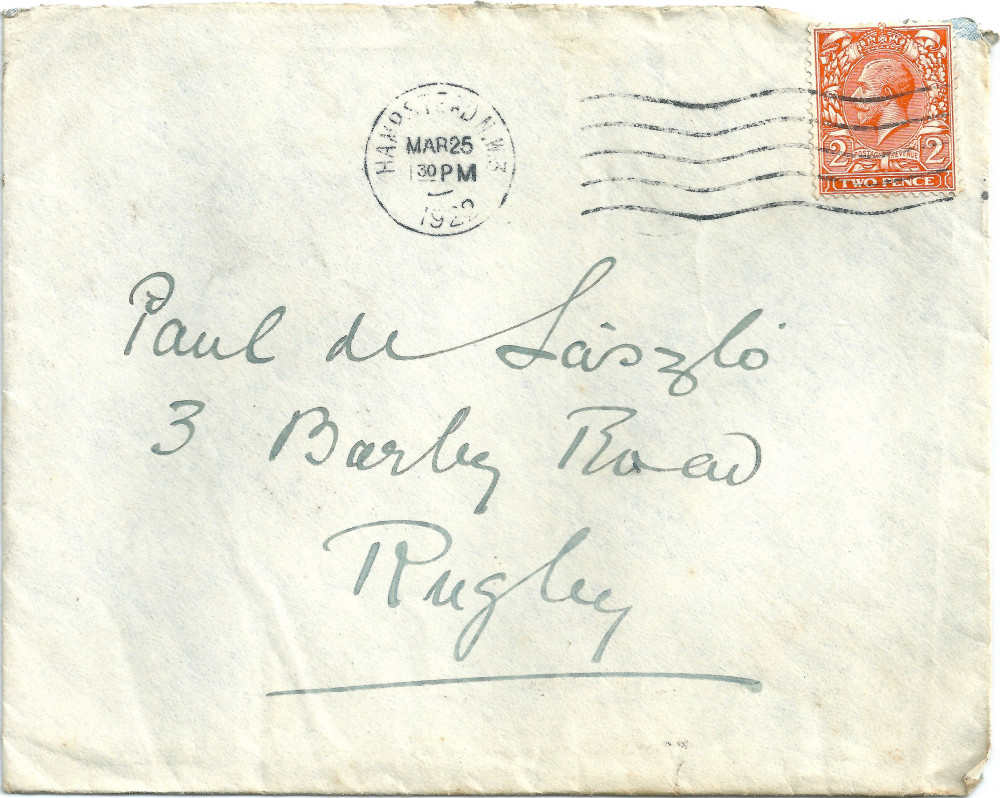 HAMPSTEAD N.W.3
MAR 25
1 30 PM
1922
POSTAGE REVENUE
2 2
TWO PENCE
Paul de László
3 Barby Road
Rugby